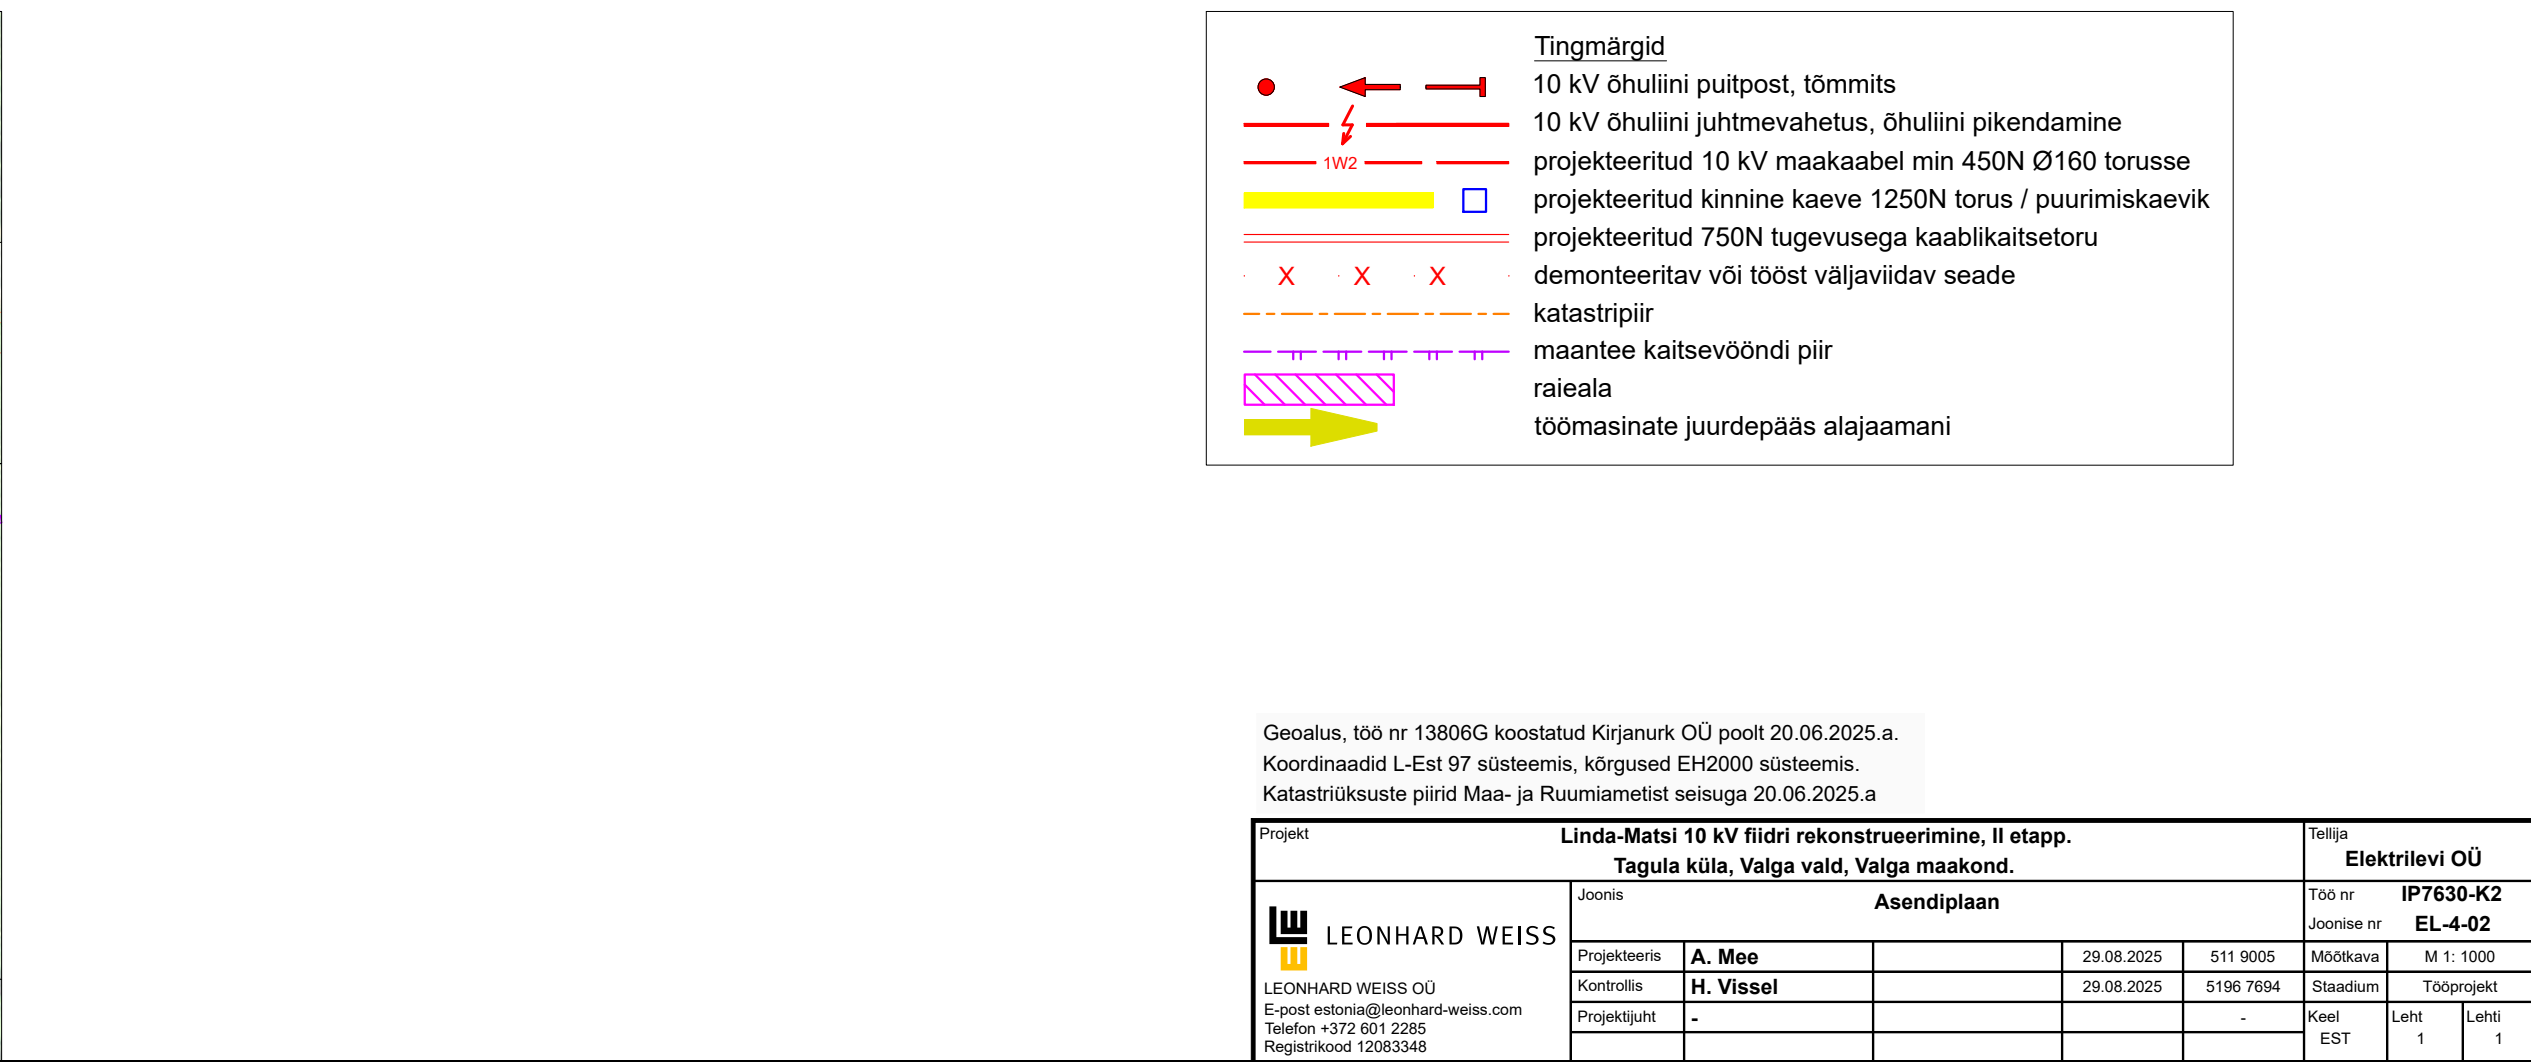 Tingmärgid
10 kV õhuliini puitpost, tõmmits
10 kV õhuliini juhtmevahetus, õhuliini pikendamine
1W2 projekteeritud 10 kV maakaabel min 450N Ø160 torusse
projekteeritud kinnine kaeve 1250N torus / puurimiskaevik
projekteeritud 750N tugevusega kaablikaitsetoru
X X X demonteeritav või tööst väljaviidav seade
katastripiir
maantee kaitsevööndi piir
raieala
töömasinate juurdepääs alajaamani
Geoalus, töö nr 13806G koostatud Kirjanurk OÜ poolt 20.06.2025.a.
Koordinaadid L-Est 97 süsteemis, kõrgused EH2000 süsteemis.
Katastriüksuste piirid Maa- ja Ruumiametist seisuga 20.06.2025.a
Projekt
Linda-Matsi 10 kV fiidri rekonstrueerimine, II etapp.
Tagula küla, Valga vald, Valga maakond.
Tellija
Elektrilevi OÜ
LEONHARD WEISS
LEONHARD WEISS OÜ
E-post estonia@leonhard-weiss.com
Telefon +372 601 2285
Registrikood 12083348
Joonis
Asendiplaan
Töö nr IP7630-K2
Joonise nr EL-4-02
Projekteeris A. Mee 29.08.2025 511 9005 Mõõtkava M 1: 1000
Kontrollis H. Vissel 29.08.2025 5196 7694 Staadium Tööprojekt
Projektijuht - - Keel Leht Lehti
EST 1 1